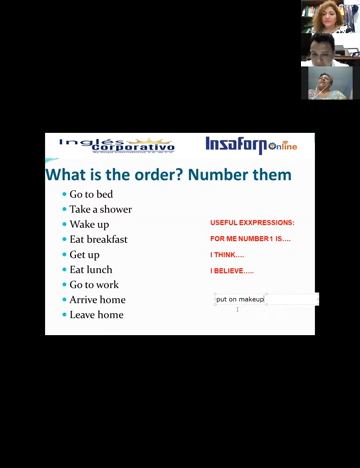 Inglés
Corporativo
Insaforp Online
What is the order? Number them
Go to bed
Take a shower
Wake up
Eat breakfast
Get up
Eat lunch
Go to work
Arrive home
Leave home
USEFUL EXXPRESSIONS:
FOR ME NUMBER 1 IS....
I THINK....
I BELIEVE.....
put on makeup